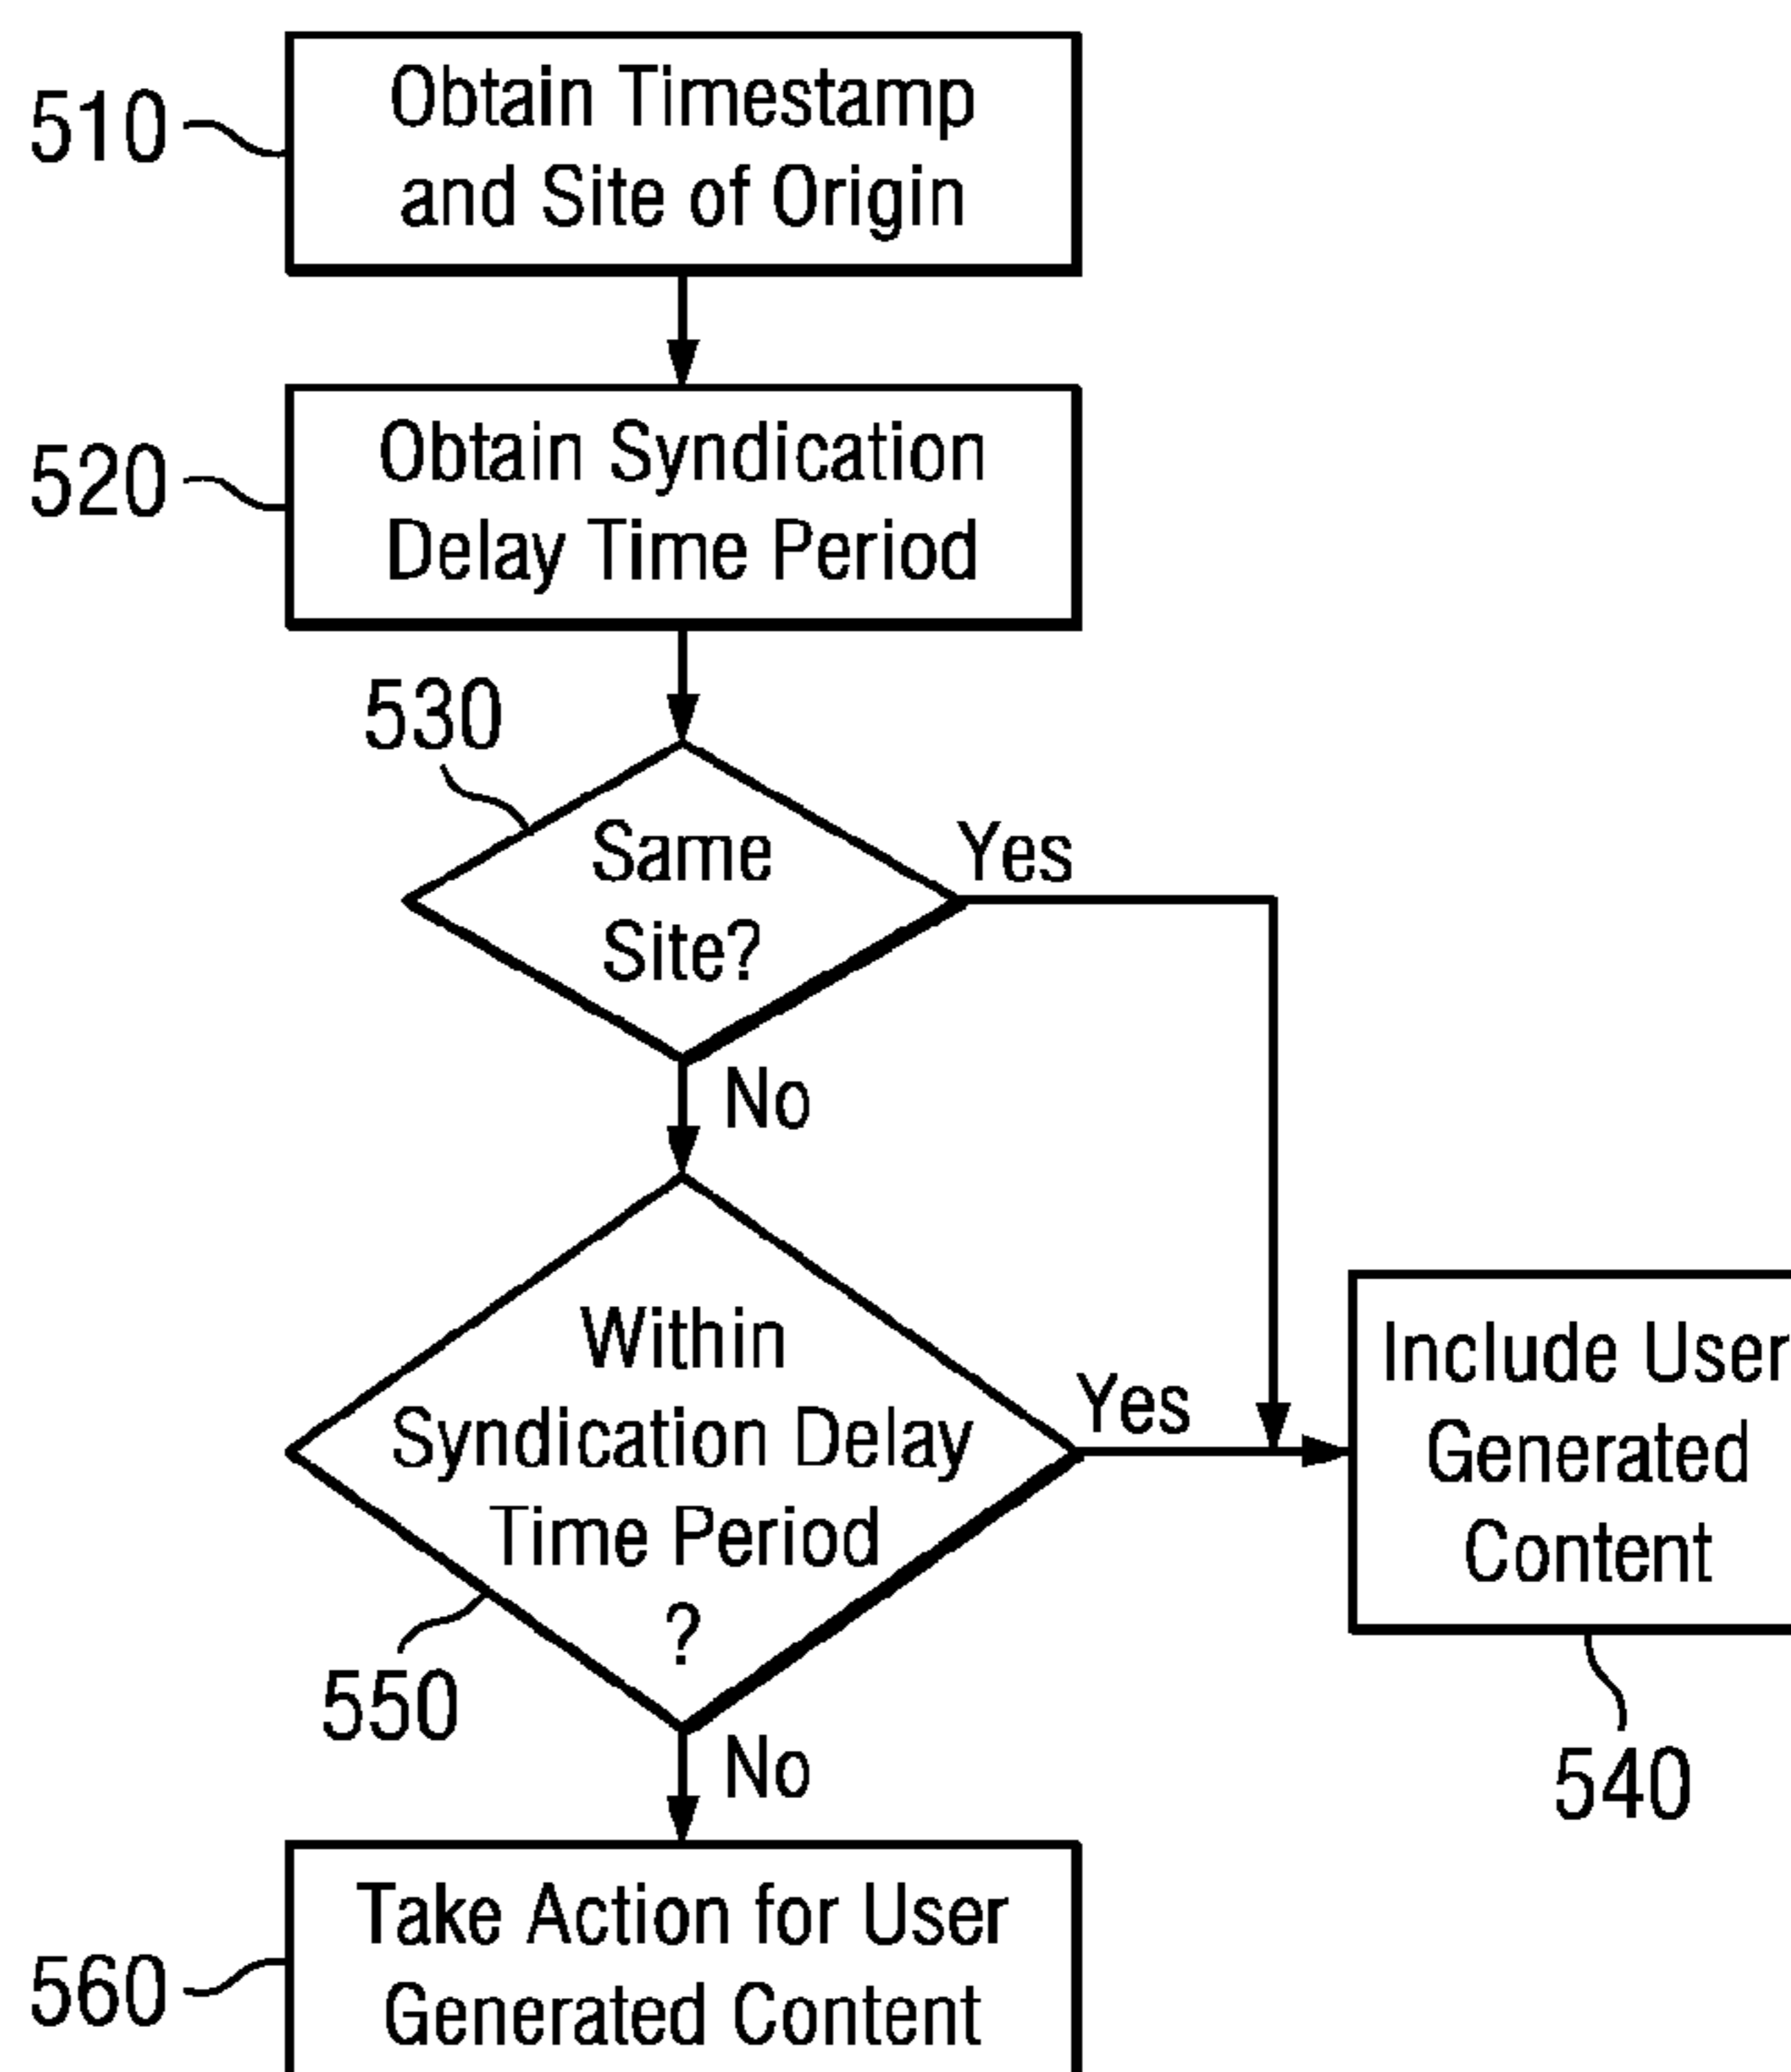 510
Obtain Timestamp
and Site of Origin
520
Obtain Syndication
Delay Time Period
530
Same
Site?
Yes
No
Within
Syndication Delay
Time Period
?
Yes
550
No
Include User
Generated
Content
540
560
Take Action for User
Generated Content